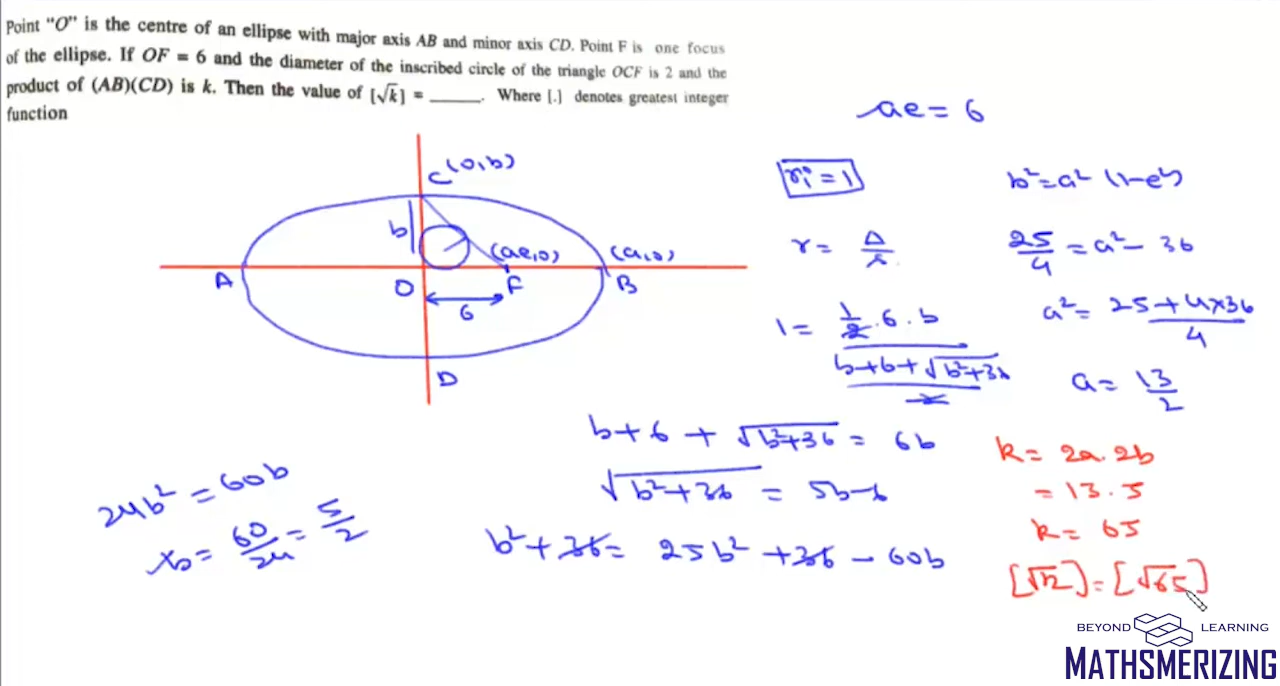 Point “O” is the centre of an ellipse with major axis AB and minor axis CD. Point F is one focus
of the ellipse. If OF = 6 and the diameter of the inscribed circle of the triangle OCF is 2 and the
product of (AB)(CD) is k. Then the value of [√k] = _____. Where [.] denotes greatest integer
function
ae = 6
C (0,b)
rᵢ = 1
b² = a² (1-e²)
b
(ae,0)
(a,0)
r = Δ/s
25/4 = a² - 36
A
O
F
B
6
1 = (1/2 · 6 · b)/((b+6+√(b²+36))/2)
a² = (25+4×36)/4
D
a = 13/2
b + 6 + √(b²+36) = 6b
k = 2a.2b
24b² = 60b
√(b²+36) = 5b-6
= 13.5
b = 60/24 = 5/2
b² + 36 = 25b² + 36 - 60b
k = 65
[√k] = [√65]
BEYOND LEARNING
MATHSMERIZING